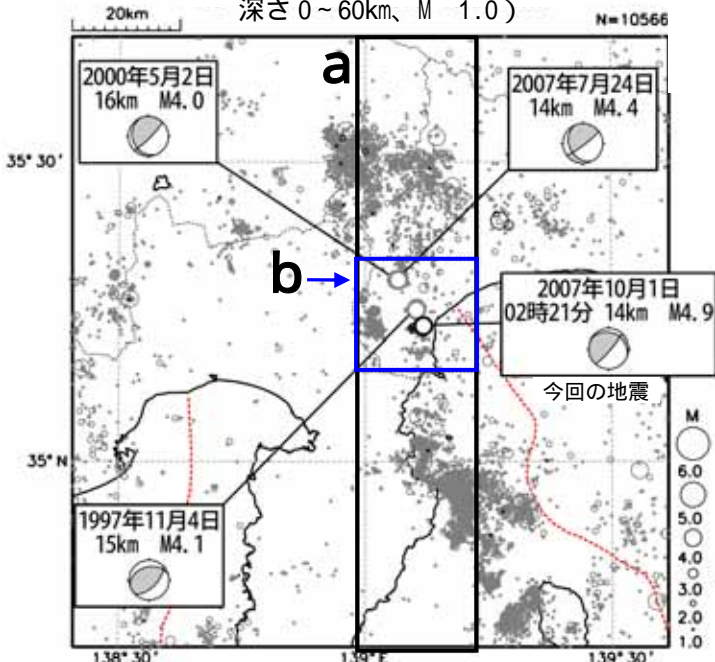 深さ0~60km、M 1.0)
20km
N=10566
a
2000年5月2日
16km M4.0
2007年7月24日
14km M4.4
35°30'
b
2007年10月1日
02時21分 14km M4.9
今回の地震
M
6.0
5.0
4.0
3.0
2.0
1.0
35°N
1997年11月4日
15km M4.1
138°30'
139°E
139°30'